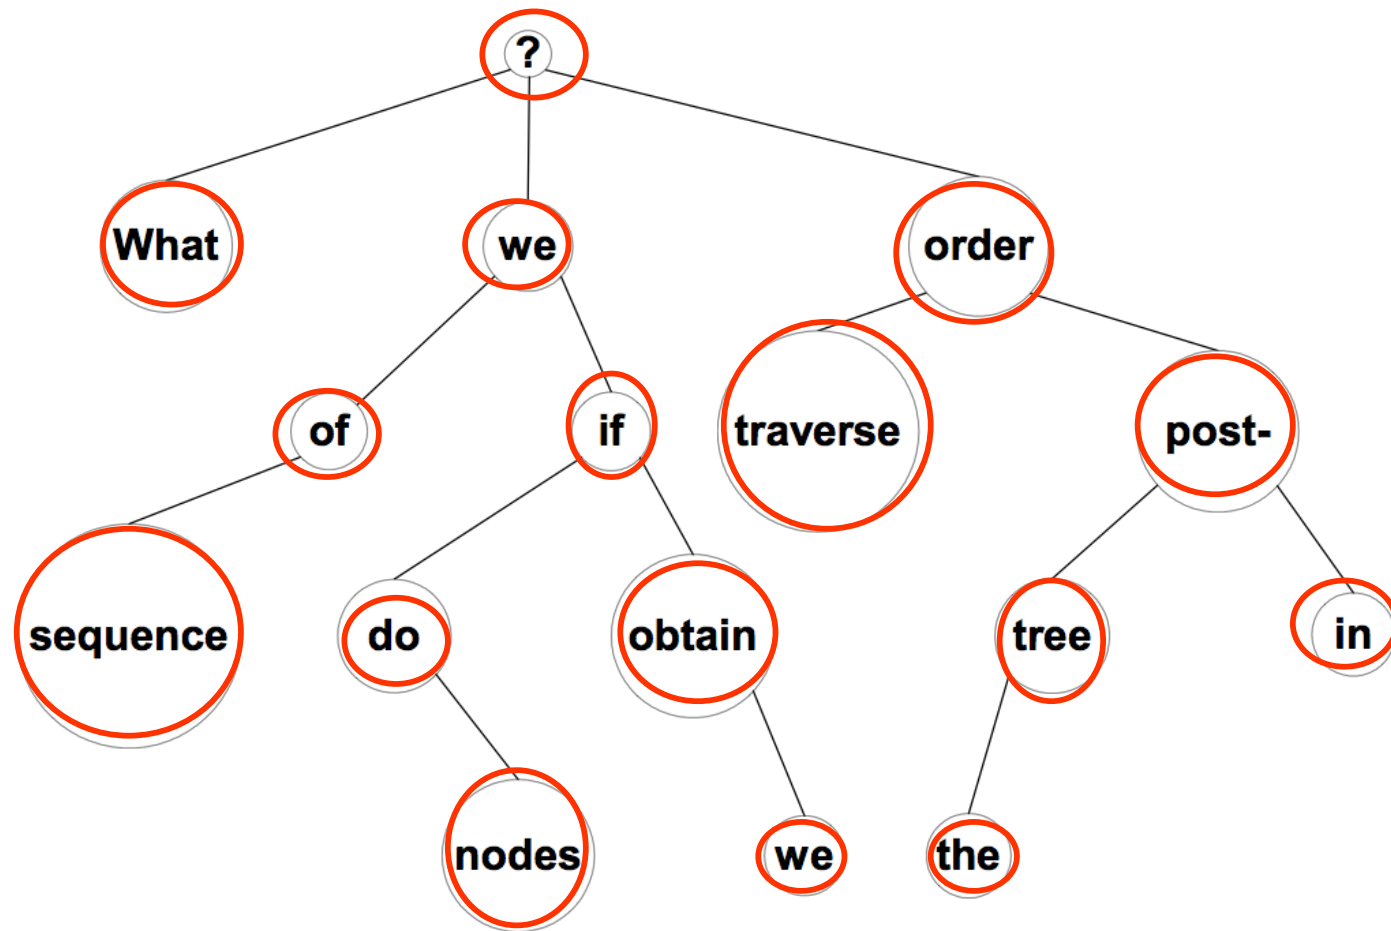 ?
What we order
of if traverse post-
sequence do obtain tree in
nodes we the